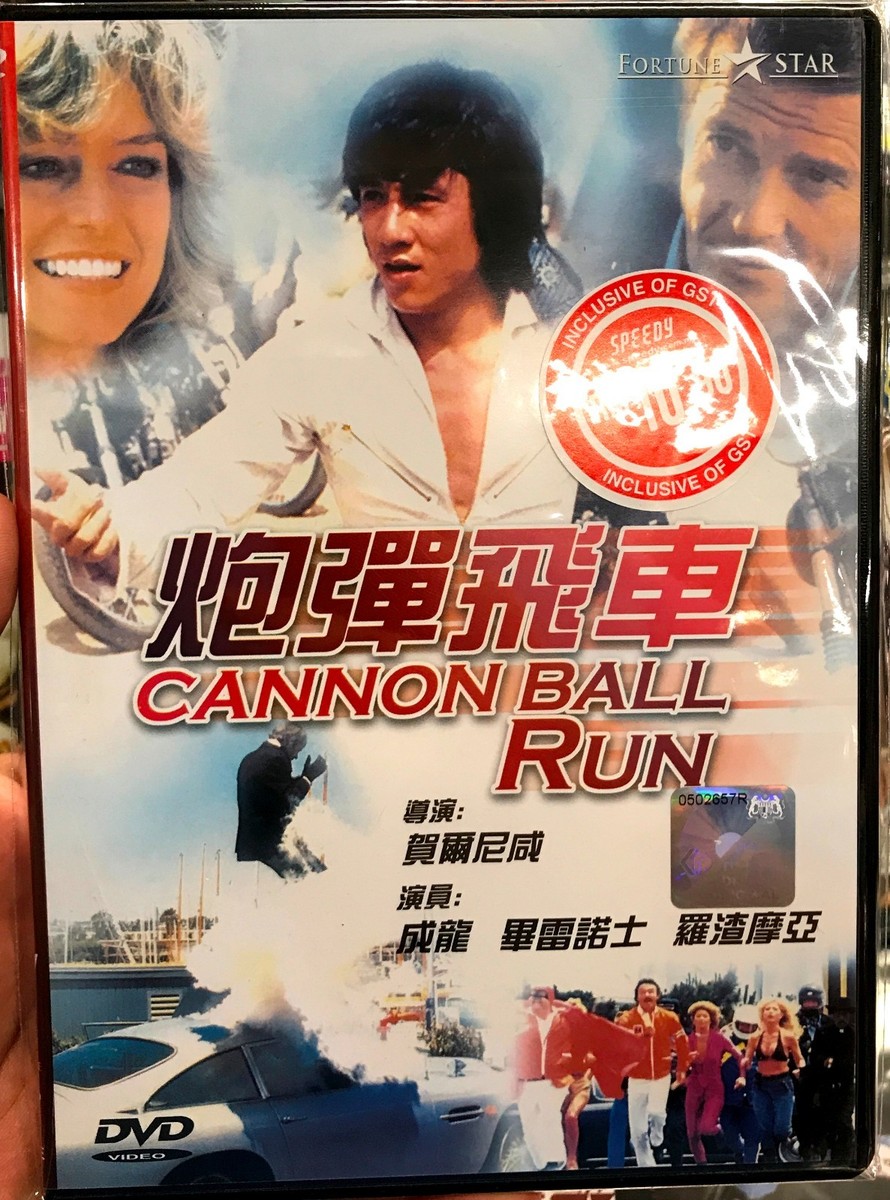 FORTUNE STAR
INCLUSIVE OF GST
SPEEDY
INCLUSIVE OF GST
炮彈飛車
CANNON BALL
RUN
0502657R
導演:
賀爾尼咸
演員:
成龍 畢雷諾士 羅渣摩亞
DVD
VIDEO